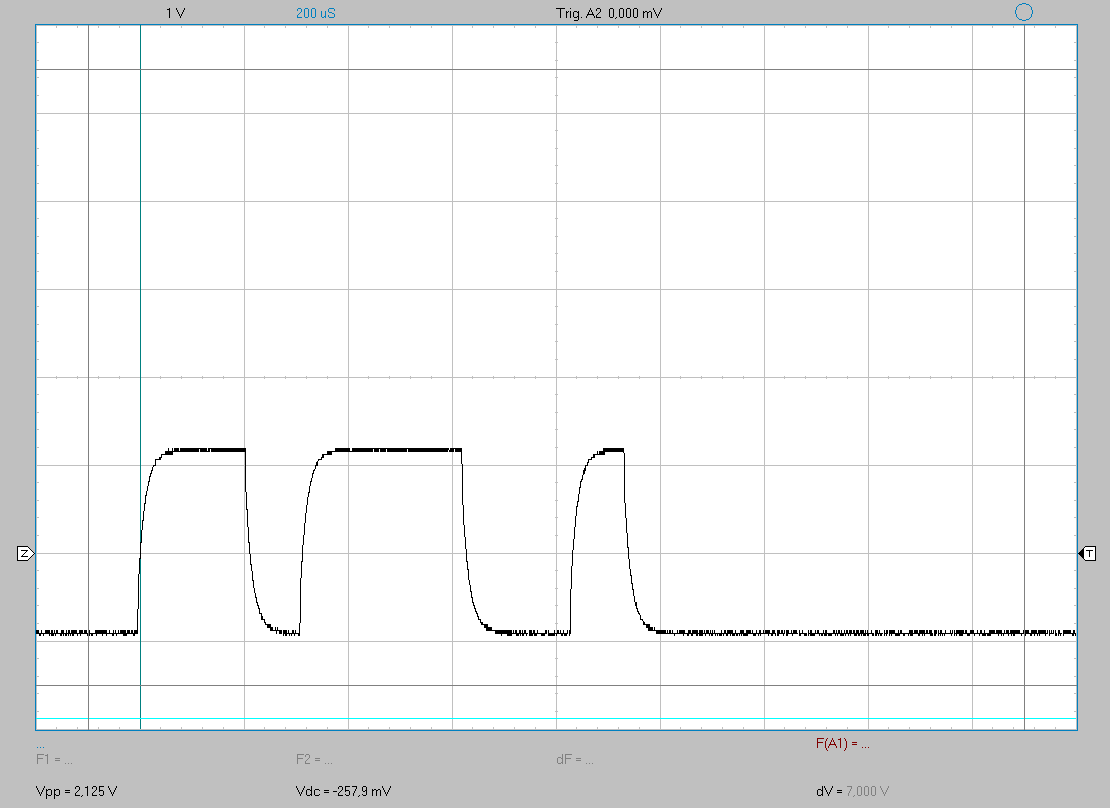 1 V 200 uS Trig. A2 0,000 mV
Z T
... F(A1) = ...
F1 = ... F2 = ... dF = ...
Vpp = 2,125 V Vdc = -257,9 mV dV = 7,000 V